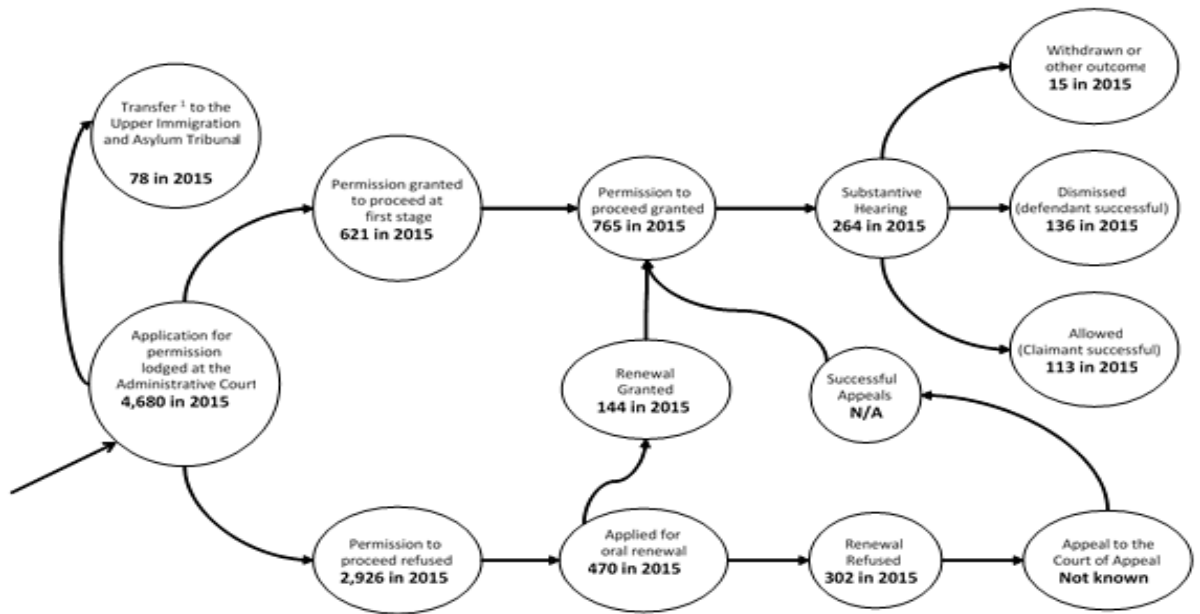 Transfer ¹ to the
Upper Immigration
and Asylum Tribunal
78 in 2015
Application for
permission
lodged at the
Administrative Court
4,680 in 2015
Permission granted
to proceed at
first stage
621 in 2015
Permission to
proceed granted
765 in 2015
Substantive
Hearing
264 in 2015
Withdrawn or
other outcome
15 in 2015
Dismissed
(defendant successful)
136 in 2015
Allowed
(Claimant successful)
113 in 2015
Renewal
Granted
144 in 2015
Successful
Appeals
N/A
Permission to
proceed refused
2,926 in 2015
Applied for
oral renewal
470 in 2015
Renewal
Refused
302 in 2015
Appeal to the
Court of Appeal
Not known